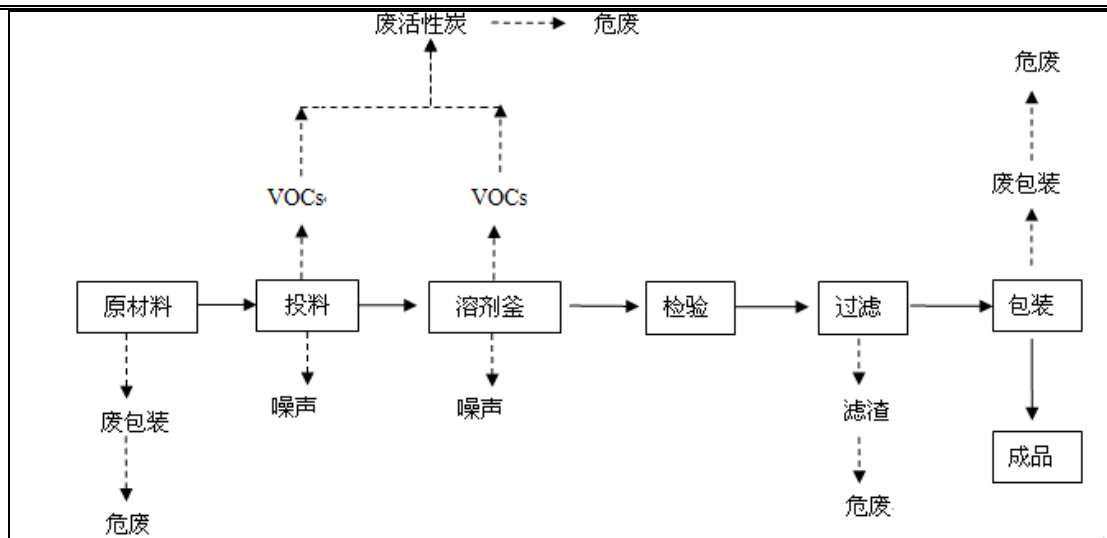 废活性炭 危废
危废
VOCs VOCs 废包装
原材料 投料 溶剂釜 检验 过滤 包装
废包装 噪声 噪声 滤渣
成品
危废 危废